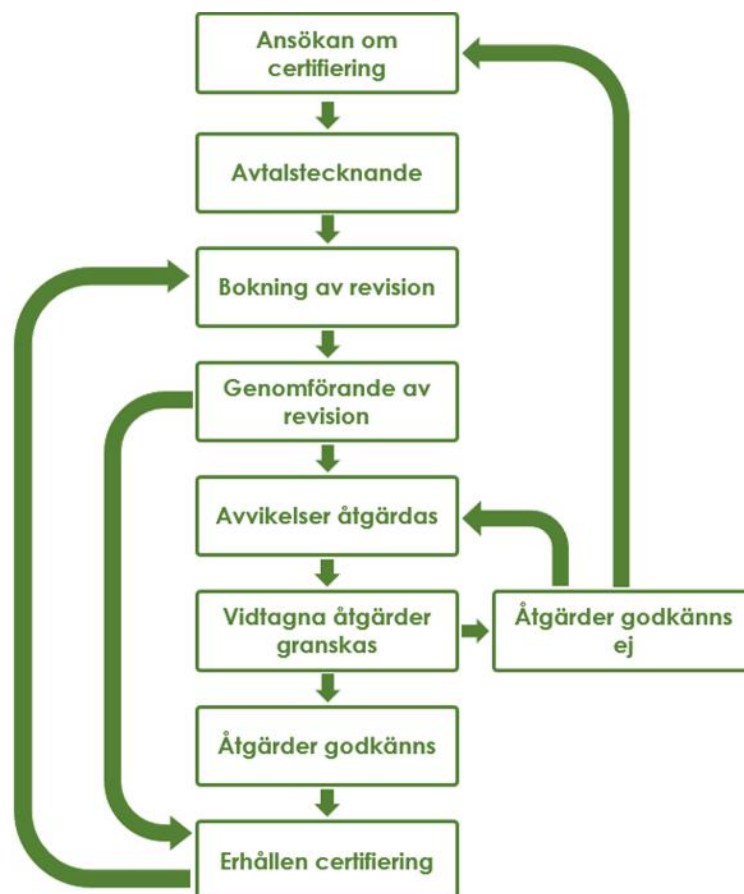 Ansökan om
certifiering
Avtalstecknande
Bokning av revision
Genomförande av
revision
Avvikelser åtgärdas
Vidtagna åtgärder
granskas
Åtgärder godkänns
ej
Åtgärder godkänns
Erhållen certifiering